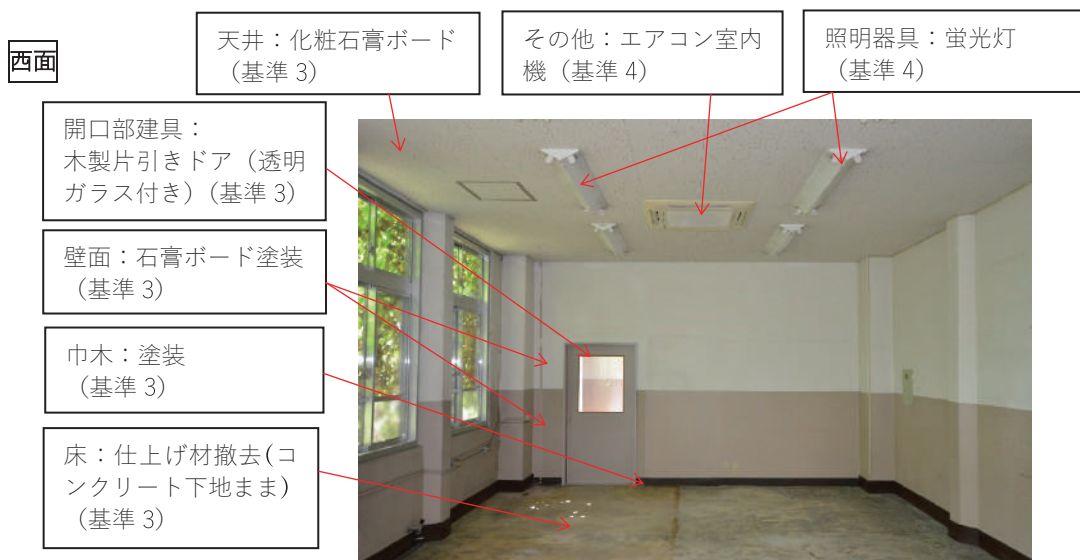 西面
天井：化粧石膏ボード
（基準 3）
その他：エアコン室内
機（基準 4）
照明器具：蛍光灯
（基準 4）
開口部建具：
木製片引きドア（透明
ガラス付き）（基準 3）
壁面：石膏ボード塗装
（基準 3）
巾木：塗装
（基準 3）
床：仕上げ材撤去(コ
ンクリート下地まま)
（基準 3）